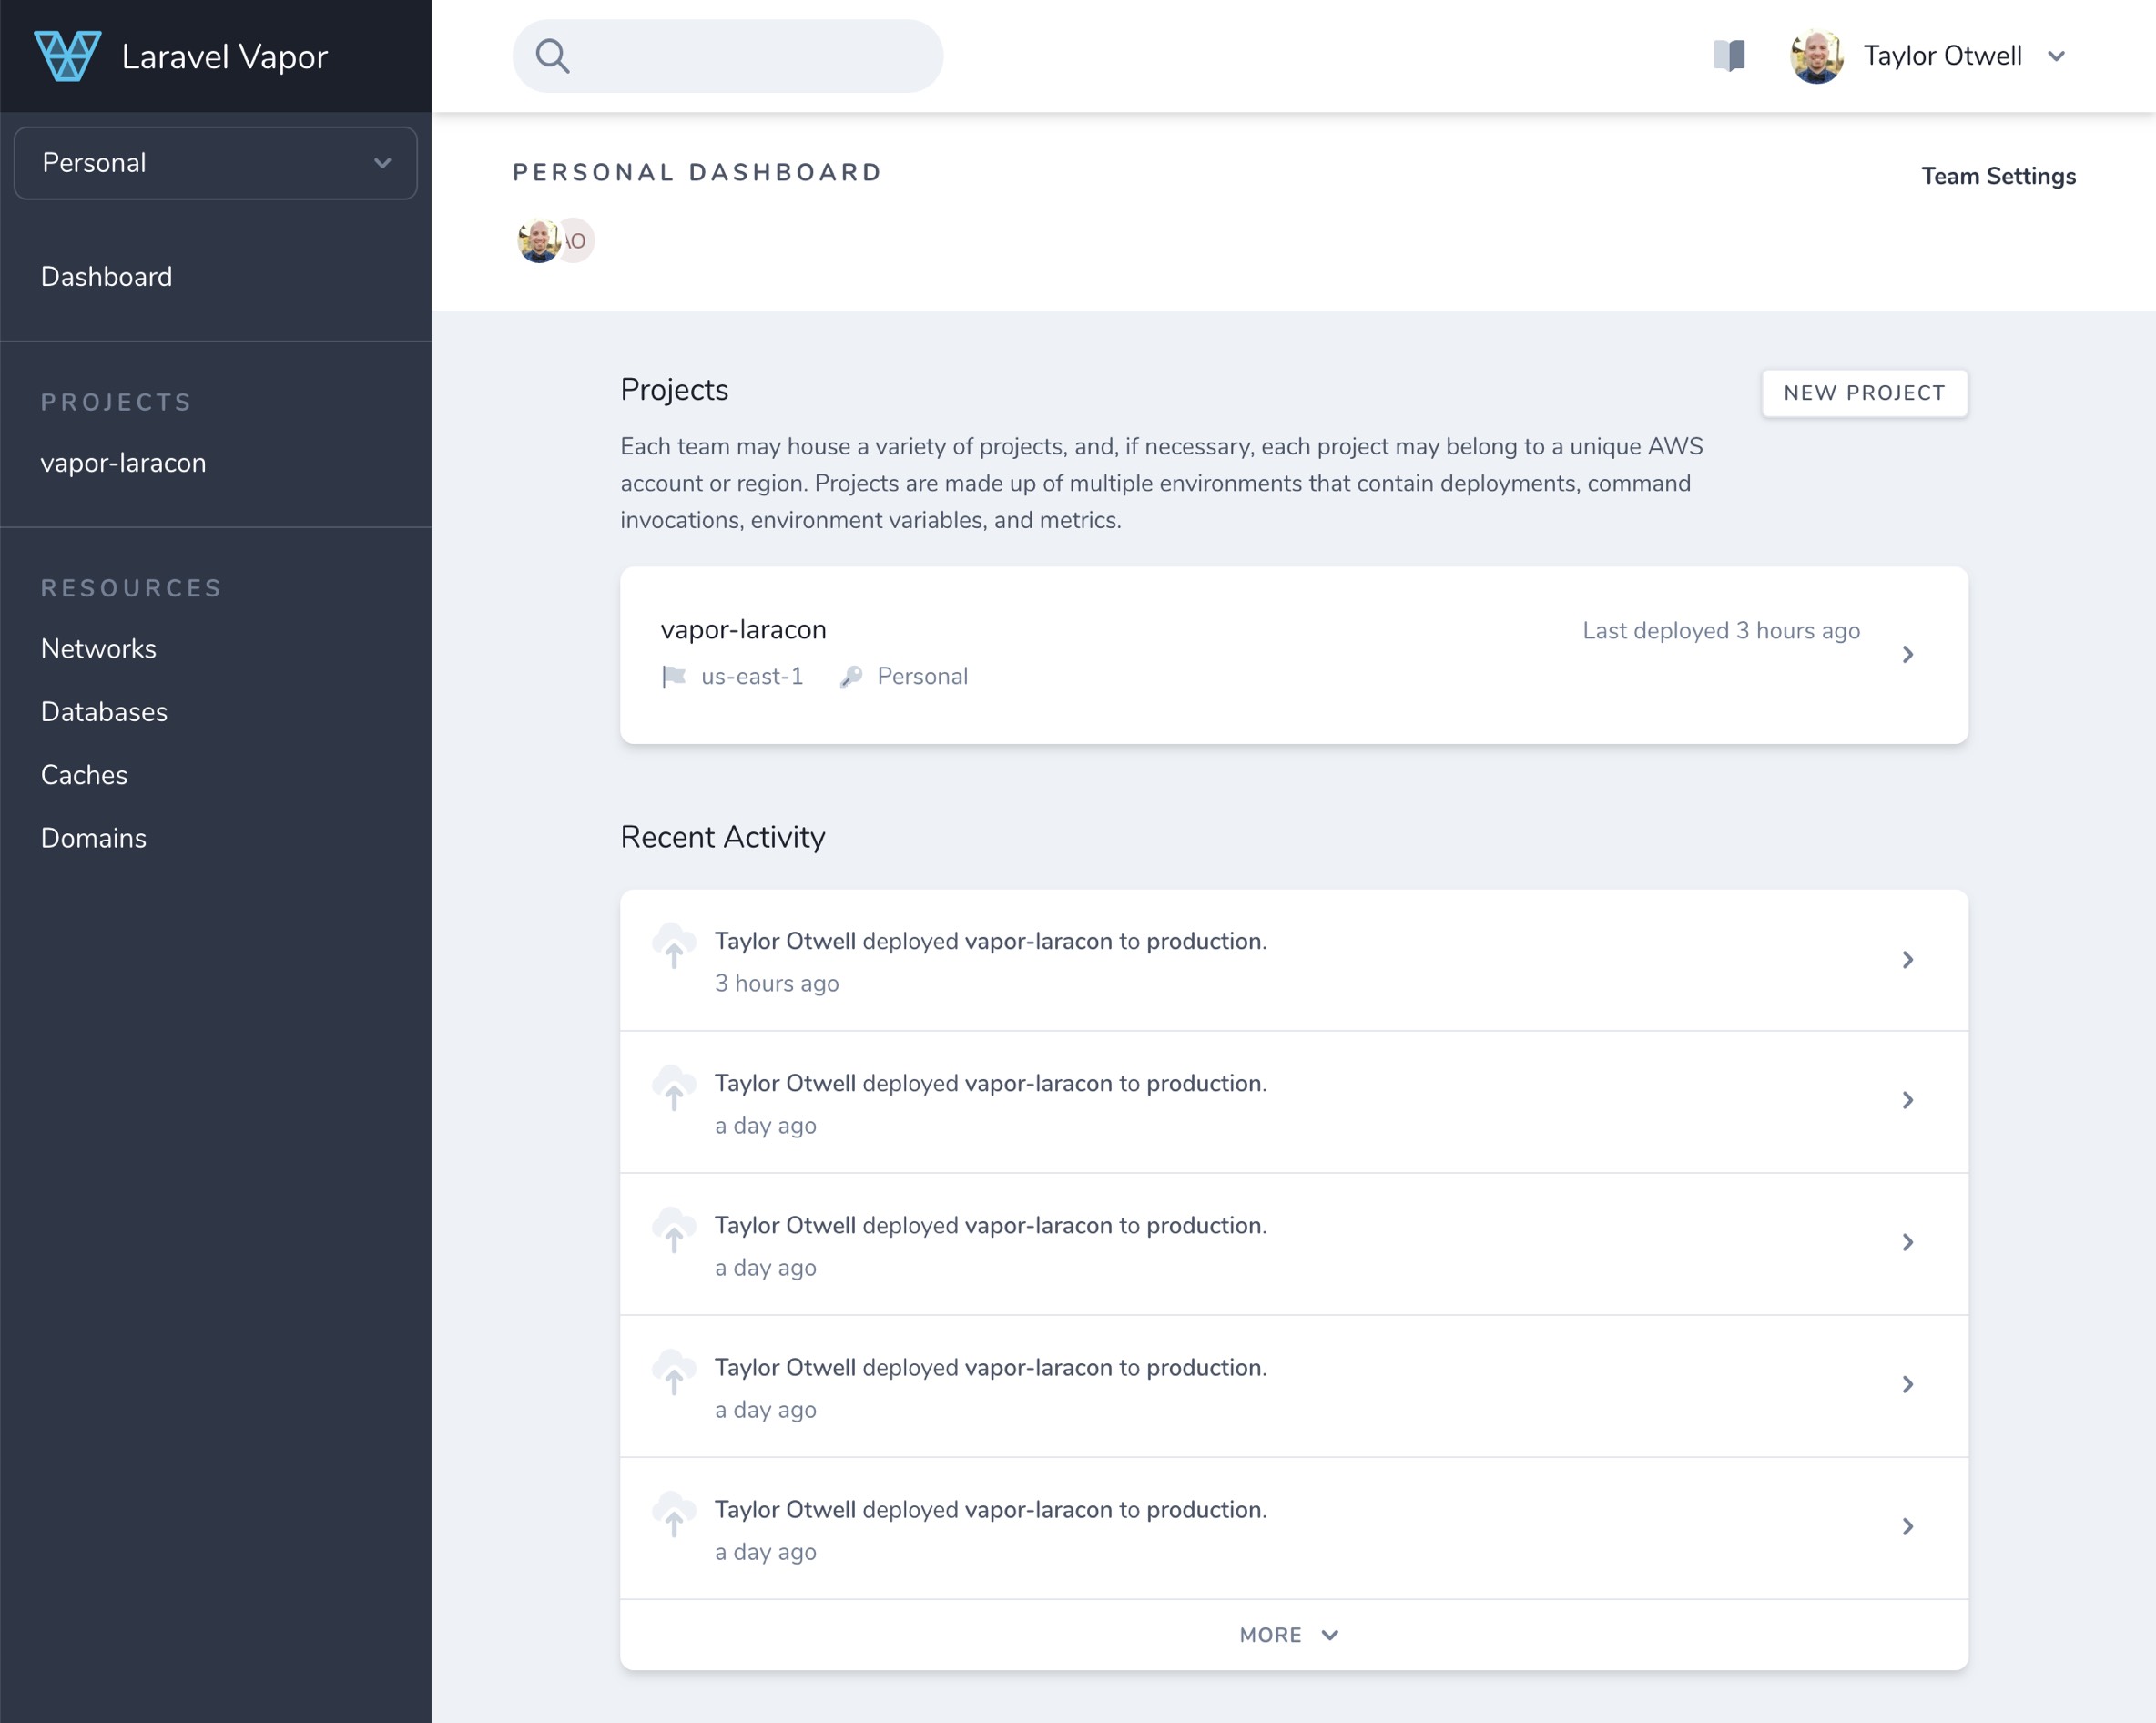 Laravel Vapor
Taylor Otwell
Personal
Dashboard
PROJECTS
vapor-laracon
RESOURCES
Networks
Databases
Caches
Domains
PERSONAL DASHBOARD
Team Settings
AO
Projects
NEW PROJECT
Each team may house a variety of projects, and, if necessary, each project may belong to a unique AWS
account or region. Projects are made up of multiple environments that contain deployments, command
invocations, environment variables, and metrics.
vapor-laracon
Last deployed 3 hours ago
us-east-1 Personal
Recent Activity
Taylor Otwell deployed vapor-laracon to production.
3 hours ago
Taylor Otwell deployed vapor-laracon to production.
a day ago
Taylor Otwell deployed vapor-laracon to production.
a day ago
Taylor Otwell deployed vapor-laracon to production.
a day ago
Taylor Otwell deployed vapor-laracon to production.
a day ago
MORE